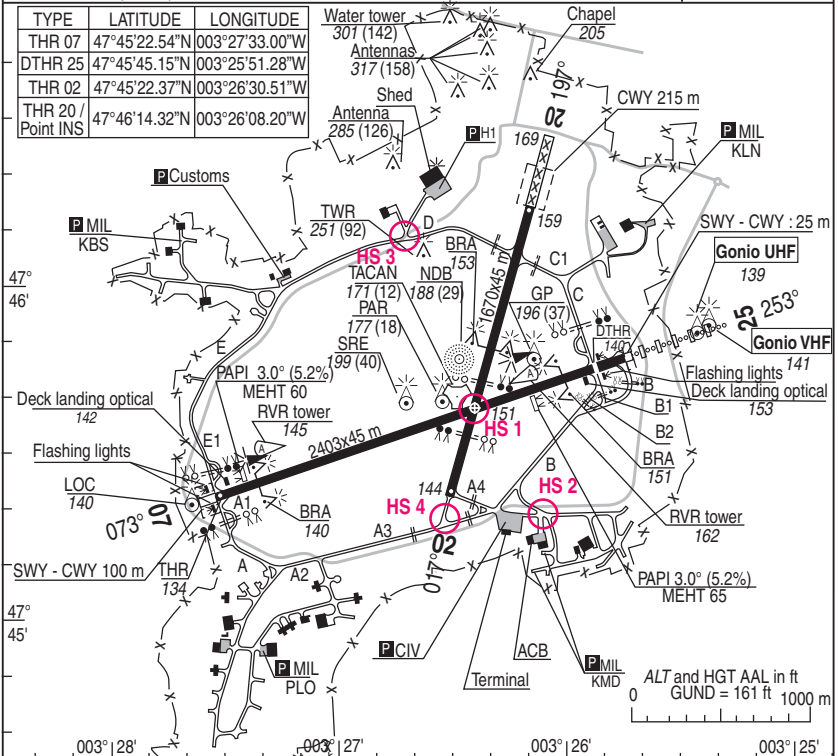 TYPE LATITUDE LONGITUDE
THR 07 47°45'22.54"N 003°27'33.00"W
DTHR 25 47°45'45.15"N 003°25'51.28"W
THR 02 47°45'22.37"N 003°26'30.51"W
THR 20 / Point INS 47°46'14.32"N 003°26'08.20"W
Water tower
301 (142)
Antennas
317 (158)
Chapel
205
Shed
Antenna
285 (126)
P H1
20 197°
CWY 215 m
169
P MIL
KLN
P Customs
P MIL
KBS
TWR
251 (92)
D
HS 3
159
SWY - CWY : 25 m
Gonio UHF
139
BRA
153
C1
TACAN
171 (12)
NDB
188 (29)
1670x45 m
GP
196 (37)
C
47°
46'
PAR
177 (18)
DTHR
140
25 253°
Gonio VHF
141
SRE
199 (40)
E
PAPI 3.0° (5.2%)
MEHT 60
A
B
Flashing lights
Deck landing optical
153
Deck landing optical
142
RVR tower
145
151
HS 1
B1
B2
2403x45 m
E1
A
Flashing lights
BRA
151
LOC
140
A1
BRA
140
144
A4
B
HS 2
HS 4
RVR tower
162
073° 07
A3
02
017°
SWY - CWY 100 m
THR
134
A
A2
PAPI 3.0° (5.2%)
MEHT 65
47°
45'
P CIV
ACB
P MIL
KMD
Terminal
P MIL
PLO
ALT and HGT AAL in ft
GUND = 161 ft
0 1000 m
003° 28' 003° 27' 003° 26' 003° 25'